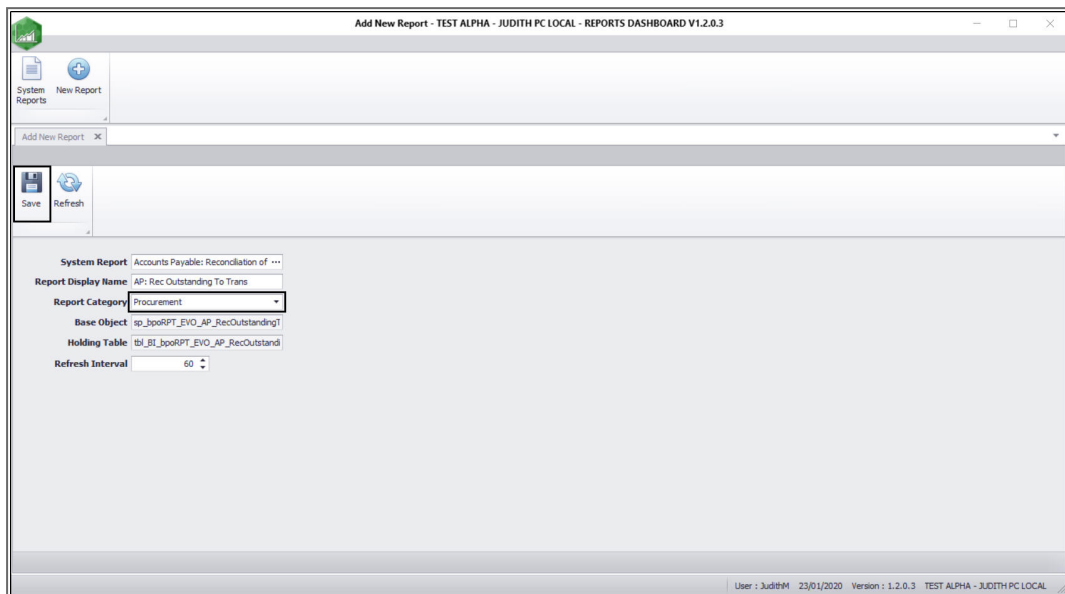 Add New Report - TEST ALPHA - JUDITH PC LOCAL - REPORTS DASHBOARD V1.2.0.3
System Reports
New Report
Add New Report
Save
Refresh
System Report Accounts Payable: Reconciliation of ...
Report Display Name AP: Rec Outstanding To Trans
Report Category Procurement
Base Object sp_bpoRPT_EVO_AP_RecOutstandingT
Holding Table tbl_BI_bpoRPT_EVO_AP_RecOutstandi
Refresh Interval 60
User : JudithM 23/01/2020 Version : 1.2.0.3 TEST ALPHA - JUDITH PC LOCAL